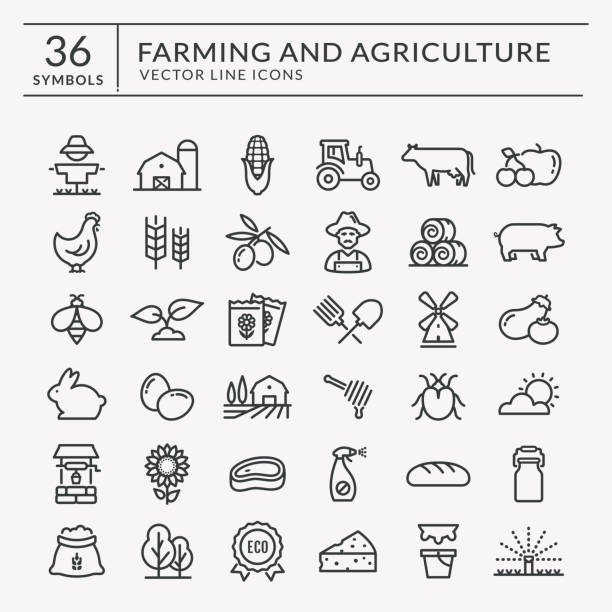 36
SYMBOLS
FARMING AND AGRICULTURE
VECTOR LINE ICONS
ECO